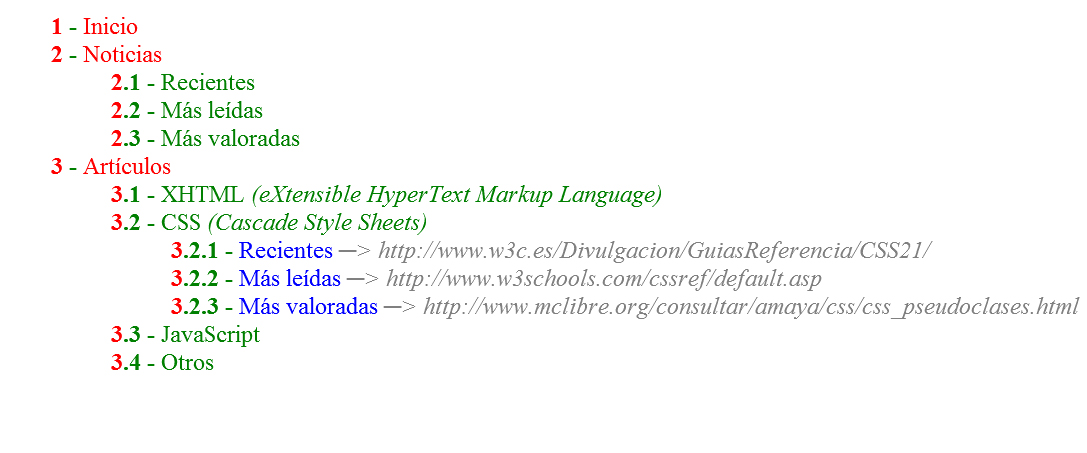 1 - Inicio
2 - Noticias
2.1 - Recientes
2.2 - Más leídas
2.3 - Más valoradas
3 - Artículos
3.1 - XHTML (eXtensible HyperText Markup Language)
3.2 - CSS (Cascade Style Sheets)
3.2.1 - Recientes —> http://www.w3c.es/Divulgacion/GuiasReferencia/CSS21/
3.2.2 - Más leídas —> http://www.w3schools.com/cssref/default.asp
3.2.3 - Más valoradas —> http://www.mclibre.org/consultar/amaya/css/css_pseudoclases.html
3.3 - JavaScript
3.4 - Otros